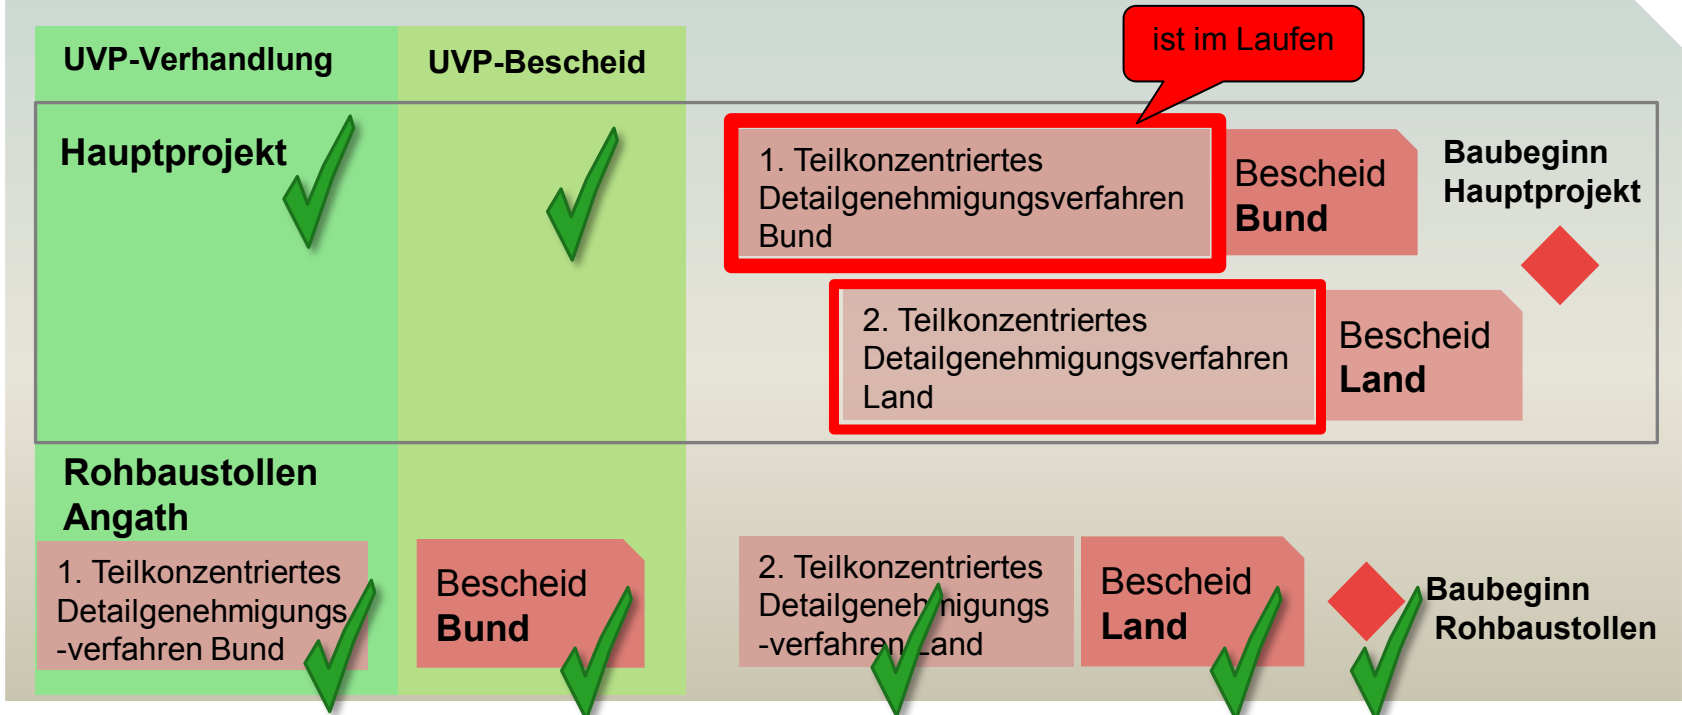 ist im Laufen
UVP-Verhandlung
UVP-Bescheid
Hauptprojekt
1. Teilkonzentriertes
Detailgenehmigungsverfahren
Bund
Bescheid
Bund
Baubeginn
Hauptprojekt
2. Teilkonzentriertes
Detailgenehmigungsverfahren
Land
Bescheid
Land
Rohbaustollen
Angath
1. Teilkonzentriertes
Detailgenehmigungs
-verfahren Bund
Bescheid
Bund
2. Teilkonzentriertes
Detailgenehmigungs
-verfahren Land
Bescheid
Land
Baubeginn
Rohbaustollen